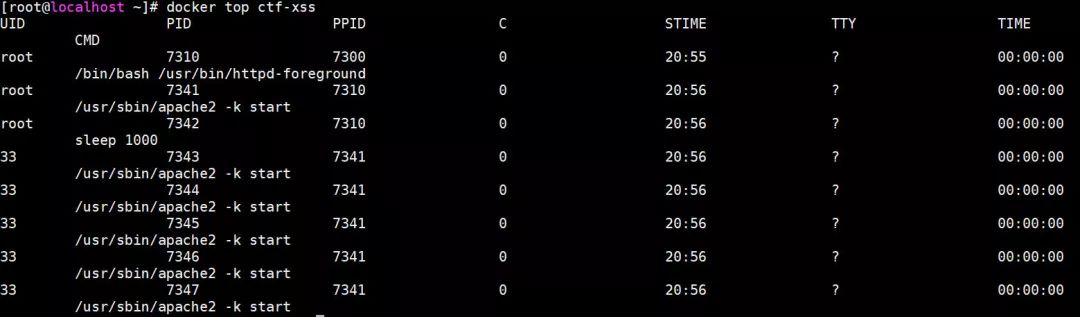 [root@localhost ~]# docker top ctf-xss
UID PID PPID C STIME TTY TIME
CMD
root 7310 7300 0 20:55 ? 00:00:00
/bin/bash /usr/bin/httpd-foreground
root 7341 7310 0 20:56 ? 00:00:00
/usr/sbin/apache2 -k start
root 7342 7310 0 20:56 ? 00:00:00
sleep 1000
33 7343 7341 0 20:56 ? 00:00:00
/usr/sbin/apache2 -k start
33 7344 7341 0 20:56 ? 00:00:00
/usr/sbin/apache2 -k start
33 7345 7341 0 20:56 ? 00:00:00
/usr/sbin/apache2 -k start
33 7346 7341 0 20:56 ? 00:00:00
/usr/sbin/apache2 -k start
33 7347 7341 0 20:56 ? 00:00:00
/usr/sbin/apache2 -k start